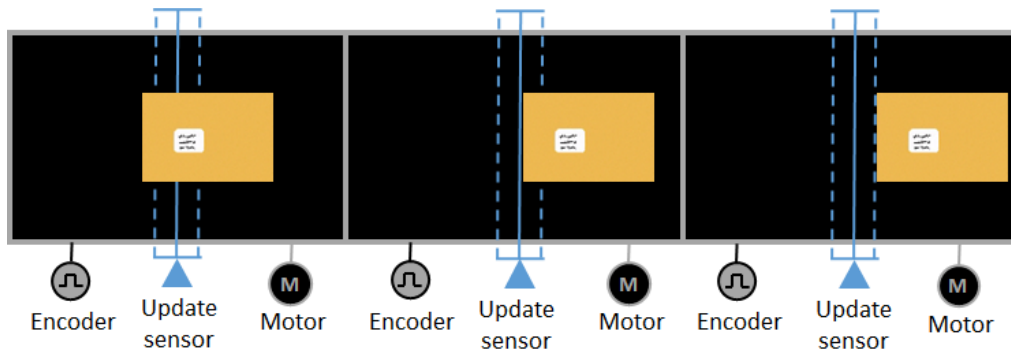 M
M
M
Encoder
Update
sensor
Motor
Encoder
Update
sensor
Motor
Encoder
Update
sensor
Motor